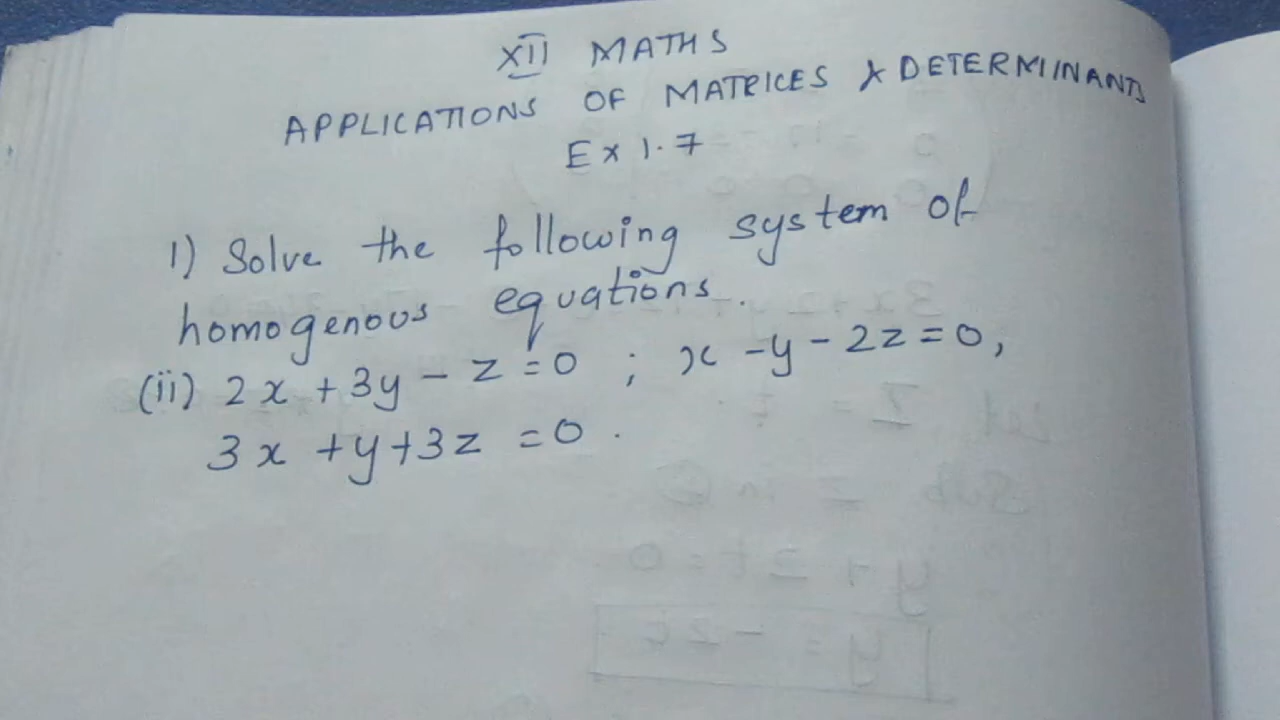 XII MATHS
APPLICATIONS OF MATRICES & DETERMINANTS
Ex 1.7
1) Solve the following system of
homogenous equations.
(ii) 2x + 3y - z = 0 ; x - y - 2z = 0,
3x + y + 3z = 0.